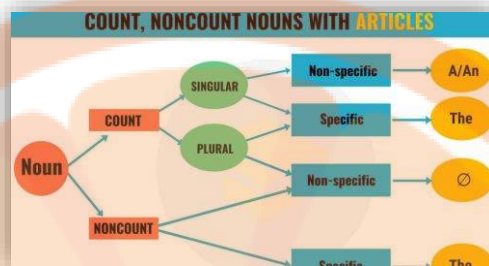 COUNT, NONCOUNT NOUNS WITH ARTICLES
Non-specific
A/An
SINGULAR
COUNT
Specific
The
PLURAL
Noun
Non-specific
∅
NONCOUNT
Specific
The